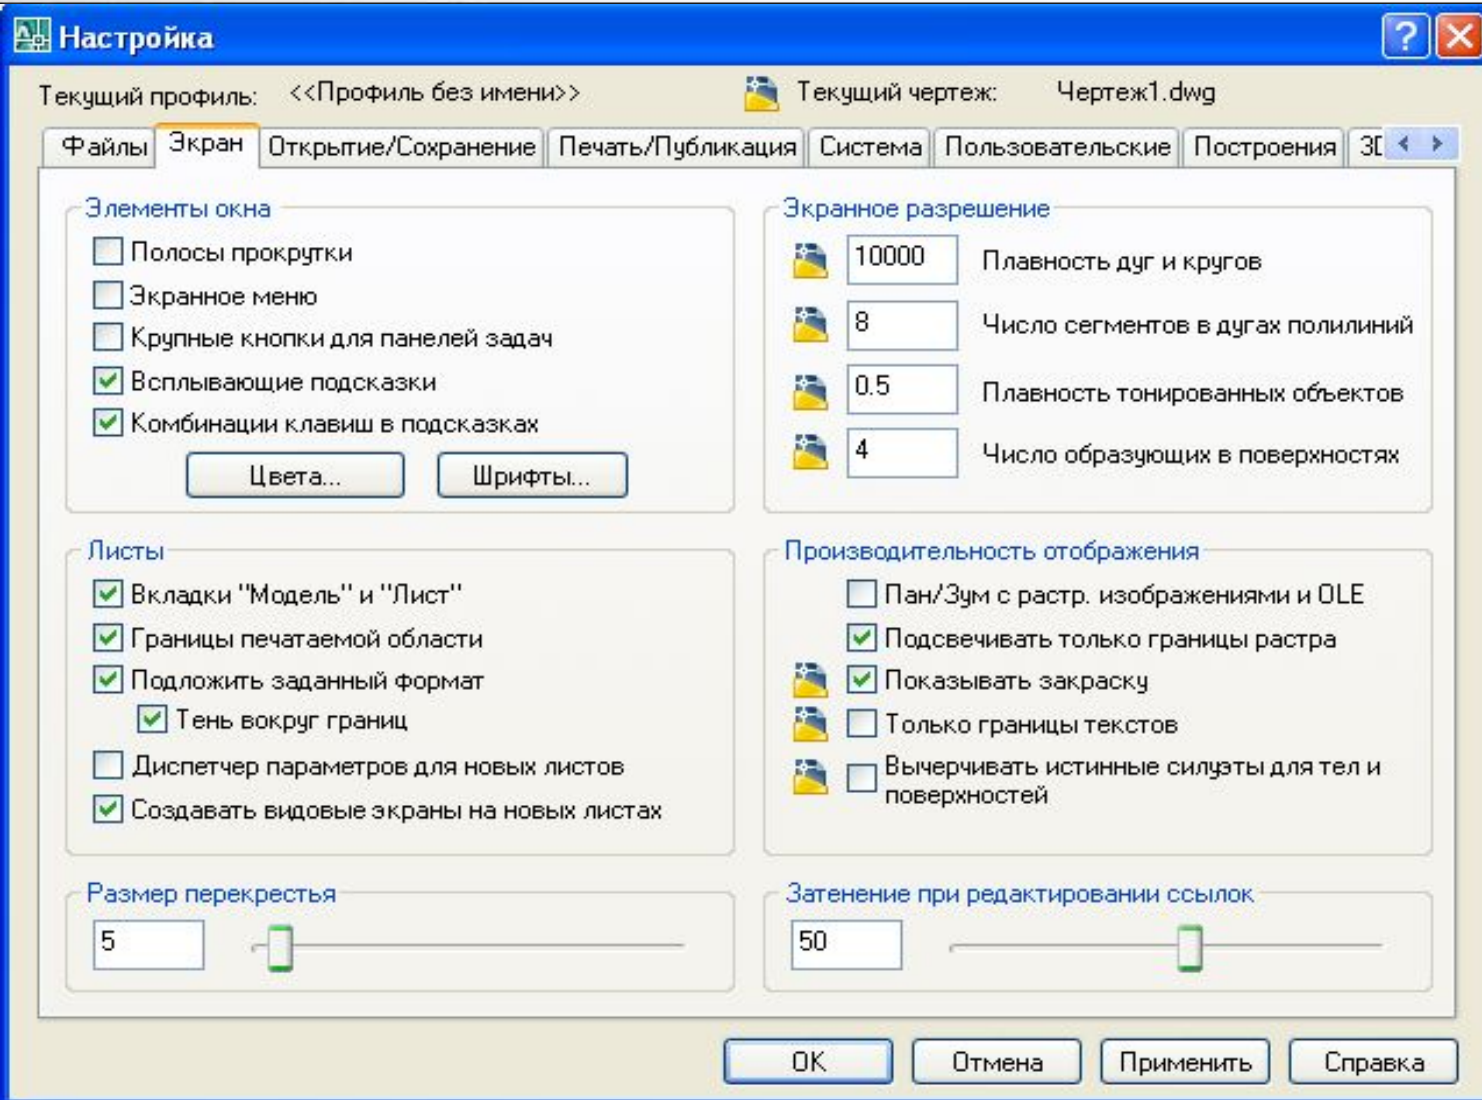 Настройка
Текущий профиль: <<Профиль без имени>> Текущий чертеж: Чертеж1.dwg
Файлы Экран Открытие/Сохранение Печать/Публикация Система Пользовательские Построения
Элементы окна
Полосы прокрутки
Экранное меню
Крупные кнопки для панелей задач
Всплывающие подсказки
Комбинации клавиш в подсказках
Цвета... Шрифты...
Экранное разрешение
10000 Плавность дуг и кругов
8 Число сегментов в дугах полилиний
0.5 Плавность тонированных объектов
4 Число образующих в поверхностях
Листы
Вкладки "Модель" и "Лист"
Границы печатаемой области
Подложить заданный формат
Тень вокруг границ
Диспетчер параметров для новых листов
Создавать видовые экраны на новых листах
Производительность отображения
Пан/Зум с растр. изображениями и OLE
Подсвечивать только границы растра
Показывать закраску
Только границы текстов
Вычерчивать истинные силуэты для тел и
поверхностей
Размер перекрестья
5
Затенение при редактировании ссылок
50
OK Отмена Применить Справка